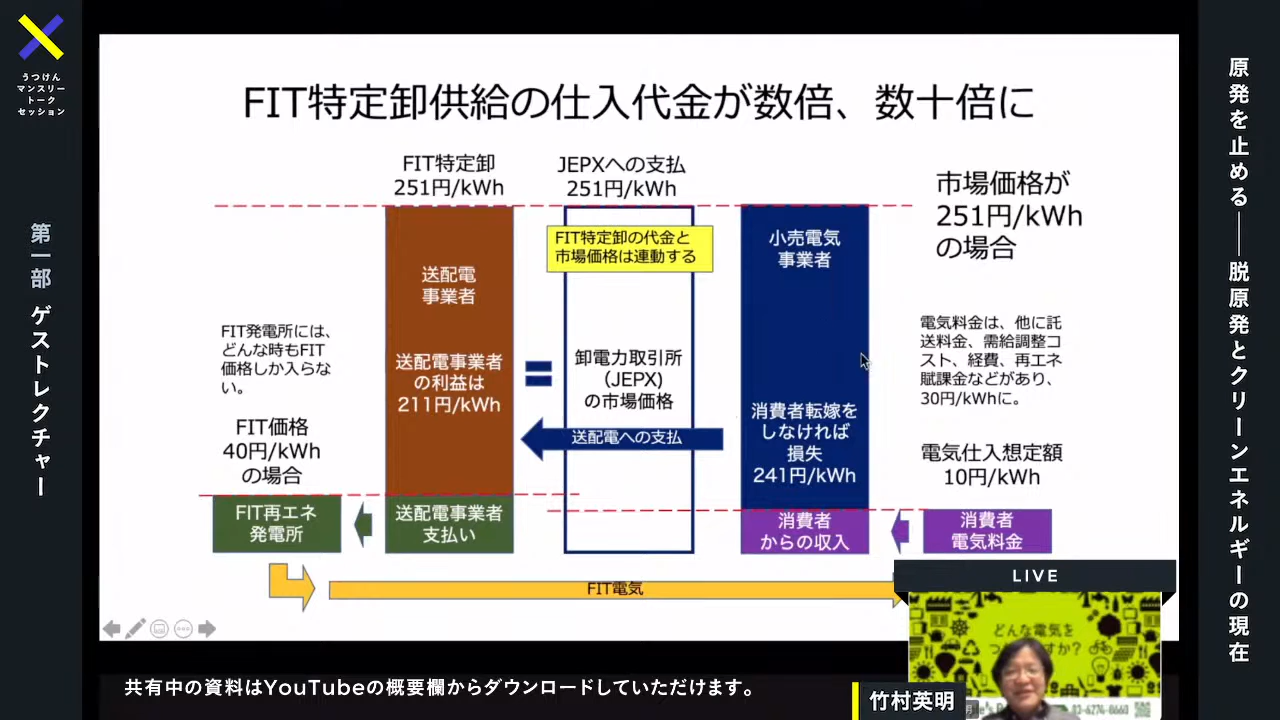 うつけん
マンスリー
トーク
セッション
第一部 ゲストレクチャー
FIT特定卸供給の仕入代金が数倍、数十倍に
FIT特定卸
251円/kWh
JEPXへの支払
251円/kWh
市場価格が
251円/kWh
の場合
FIT特定卸の代金と
市場価格は連動する
小売電気
事業者
送配電
事業者
送配電事業者
の利益は
211円/kWh
卸電力取引所
（JEPX）
の市場価格
送配電への支払
消費者転嫁を
しなければ
損失
241円/kWh
FIT発電所には、
どんな時もFIT
価格しか入らな
い。
FIT価格
40円/kWh
の場合
電気料金は、他に託
送料金、需給調整コ
スト、経費、再エネ
賦課金などがあり、
30円/kWhに。
電気仕入想定額
10円/kWh
FIT再エネ
発電所
送配電事業者
支払い
消費者
からの収入
消費者
電気料金
FIT電気
LIVE
どんな電気を
竹村英明
03-6274-8660
共有中の資料はYouTubeの概要欄からダウンロードしていただけます。
原発を止める──脱原発とクリーンエネルギーの現在